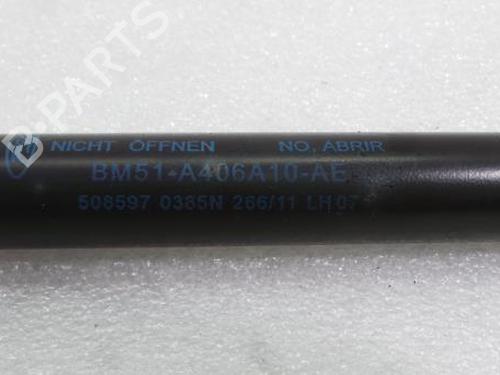 B-PARTS
NICHT ÖFFNEN NO, ABRIR
BM51-A406A10-AE
508597 0385N 266/11 LH 07